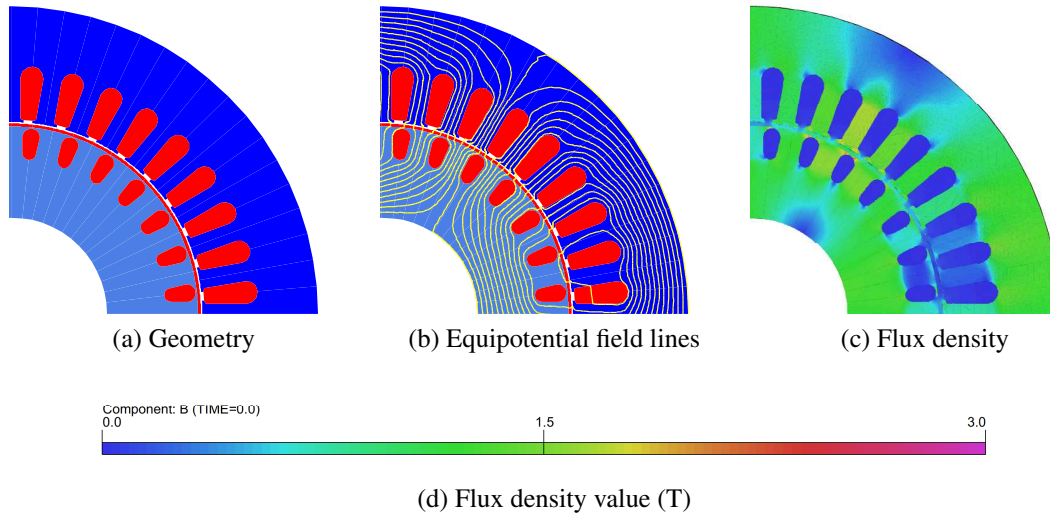 (a) Geometry
(b) Equipotential field lines
(c) Flux density
Component: B (TIME=0.0)
0.0 1.5 3.0
(d) Flux density value (T)